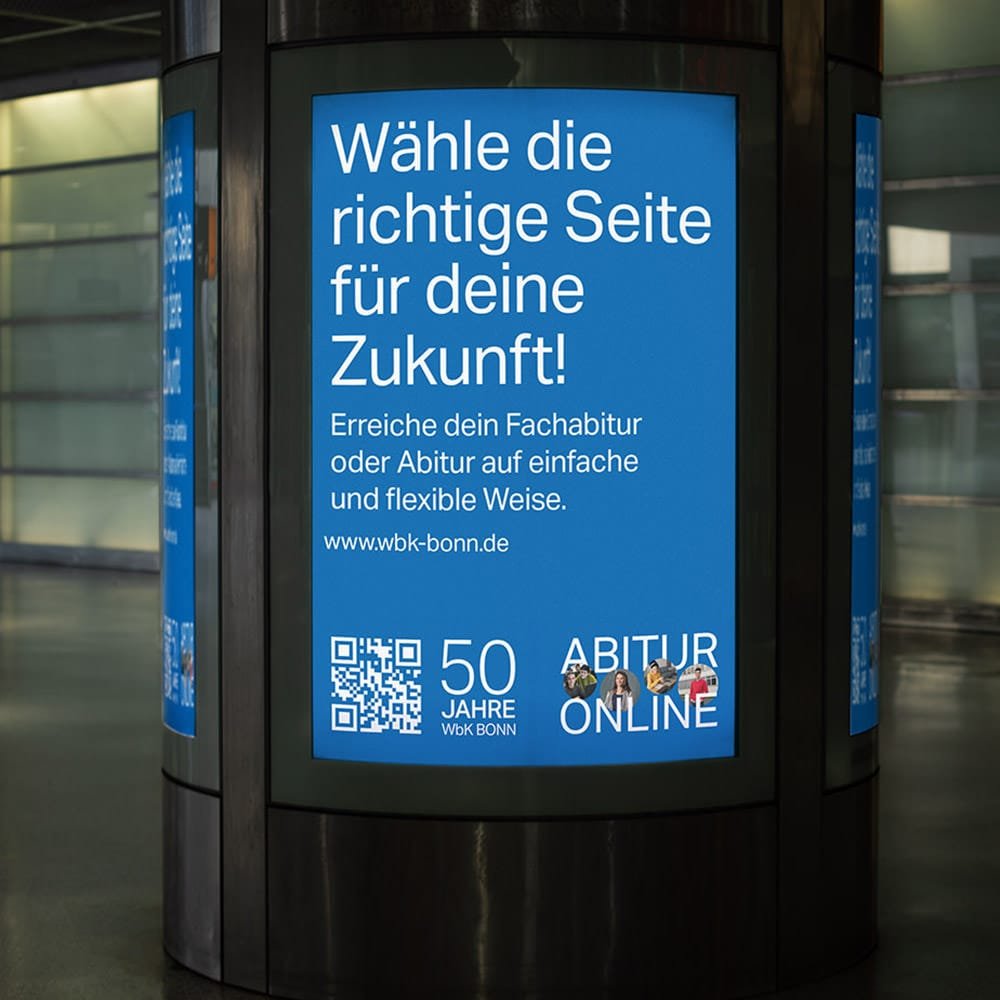 Wähle die
richtige Seite
für deine
Zukunft!
Erreiche dein Fachabitur
oder Abitur auf einfache
und flexible Weise.
www.wbk-bonn.de
50
JAHRE
WbK BONN
ABITUR
ONLINE